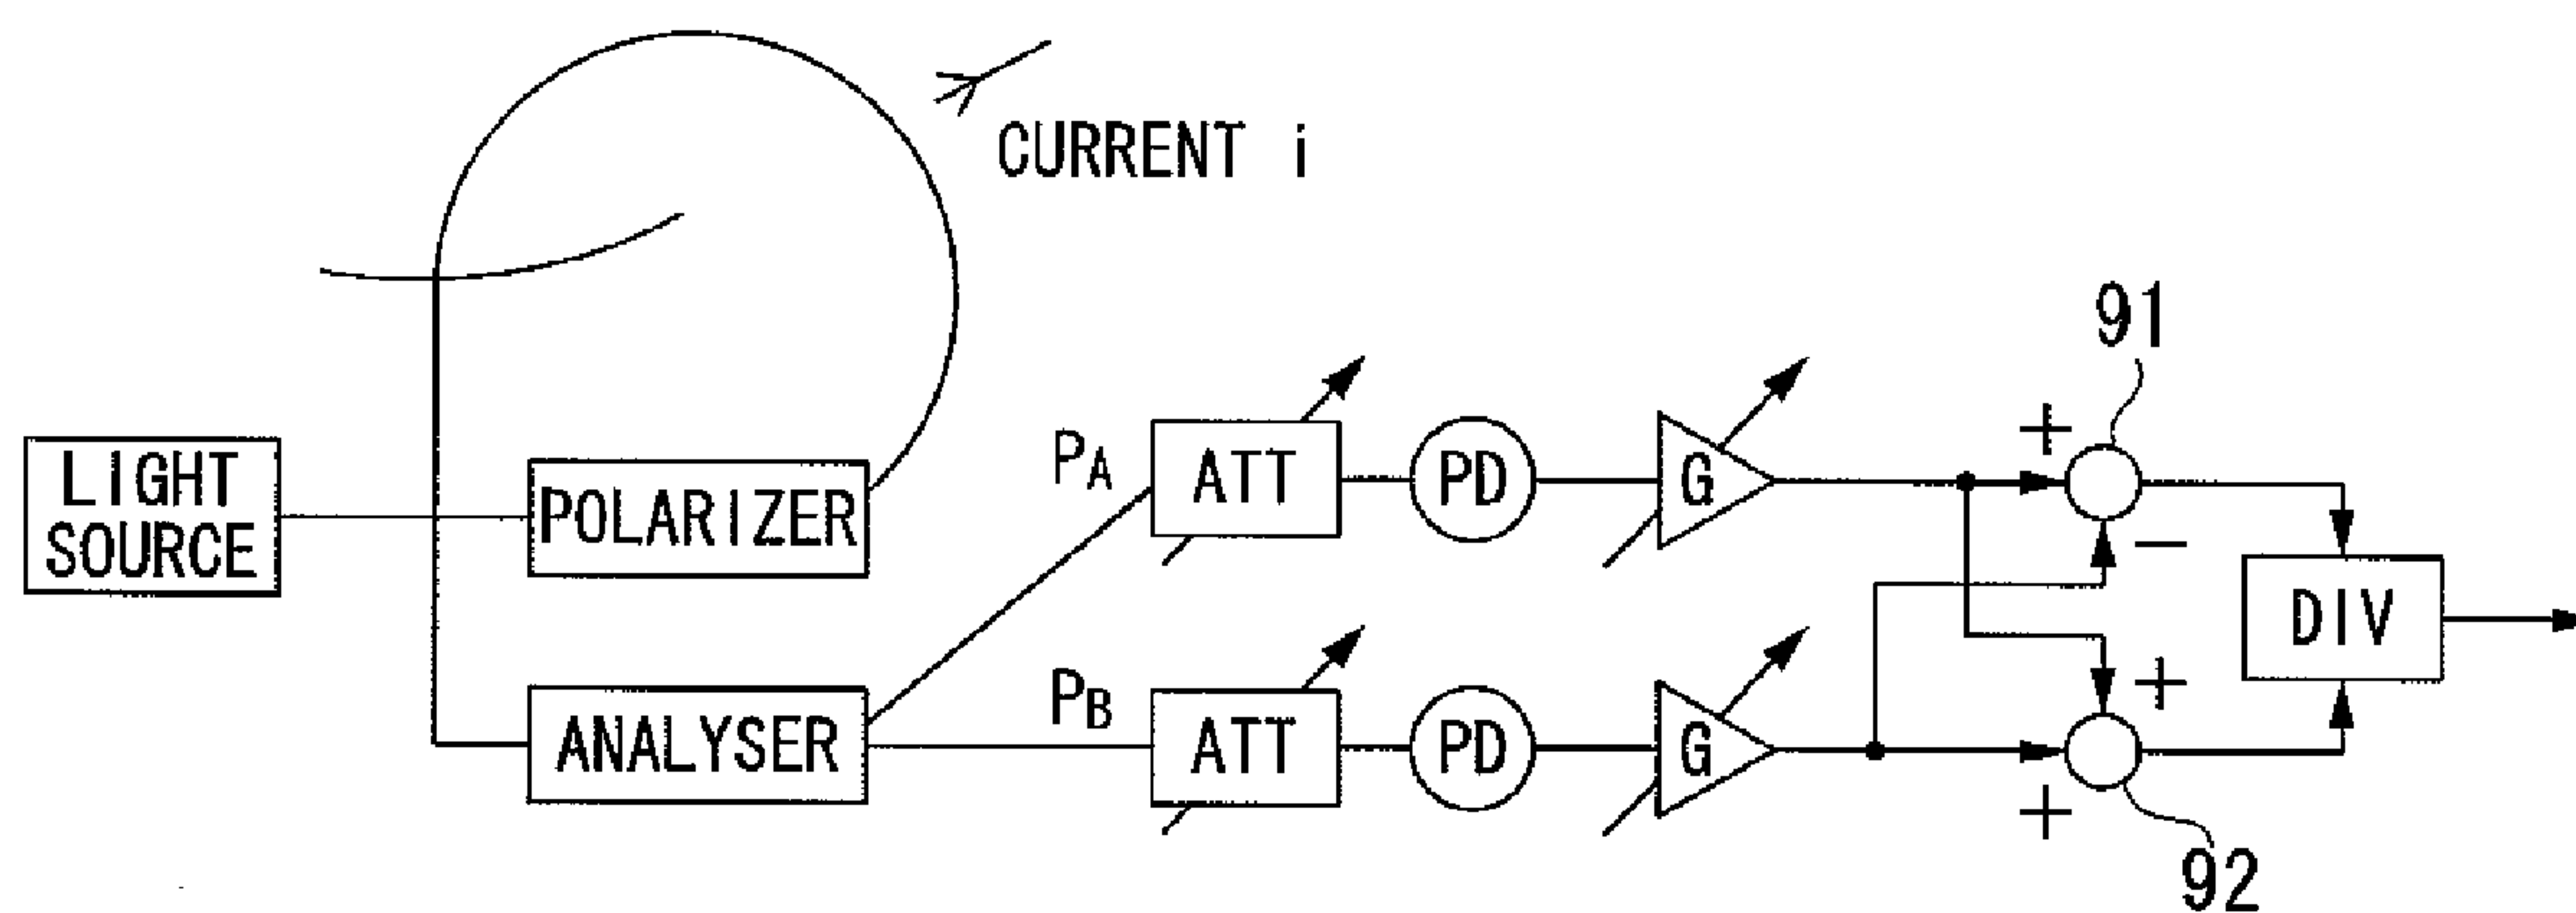 CURRENT i
91
LIGHT
SOURCE
POLARIZER
PA
ATT
PD
G
+
−
DIV
ANALYSER
PB
ATT
PD
G
+
+
92